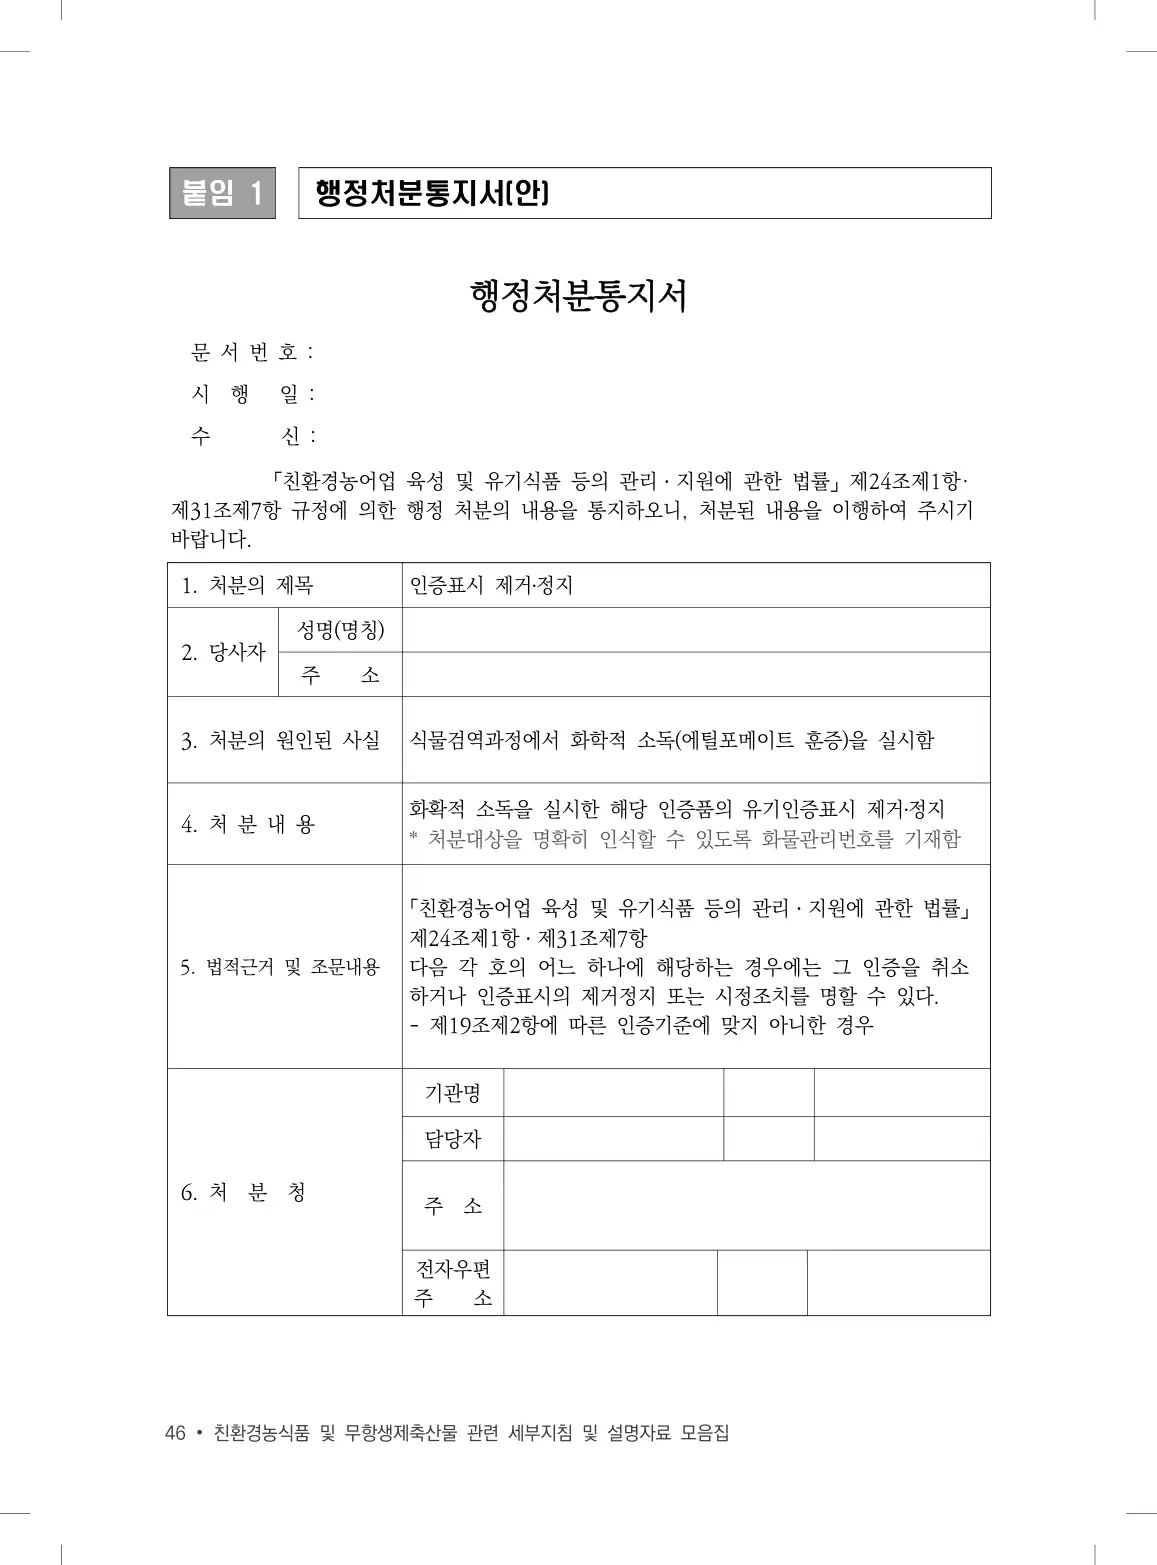 붙임 1
행정처분통지서(안)
행정처분통지서
문 서 번 호 :
시 행 일 :
수 신 :
「친환경농어업 육성 및 유기식품 등의 관리·지원에 관한 법률」 제24조제1항·
제31조제7항 규정에 의한 행정 처분의 내용을 통지하오니, 처분된 내용을 이행하여 주시기
바랍니다.
1. 처분의 제목
인증표시 제거·정지
2. 당사자
성명(명칭)
주 소
3. 처분의 원인된 사실
식물검역과정에서 화학적 소독(에틸포메이트 훈증)을 실시함
4. 처 분 내 용
화확적 소독을 실시한 해당 인증품의 유기인증표시 제거·정지
* 처분대상을 명확히 인식할 수 있도록 화물관리번호를 기재함
5. 법적근거 및 조문내용
「친환경농어업 육성 및 유기식품 등의 관리·지원에 관한 법률」
제24조제1항·제31조제7항
다음 각 호의 어느 하나에 해당하는 경우에는 그 인증을 취소
하거나 인증표시의 제거정지 또는 시정조치를 명할 수 있다.
- 제19조제2항에 따른 인증기준에 맞지 아니한 경우
6. 처 분 청
기관명
담당자
주 소
전자우편
주 소
46 • 친환경농식품 및 무항생제축산물 관련 세부지침 및 설명자료 모음집